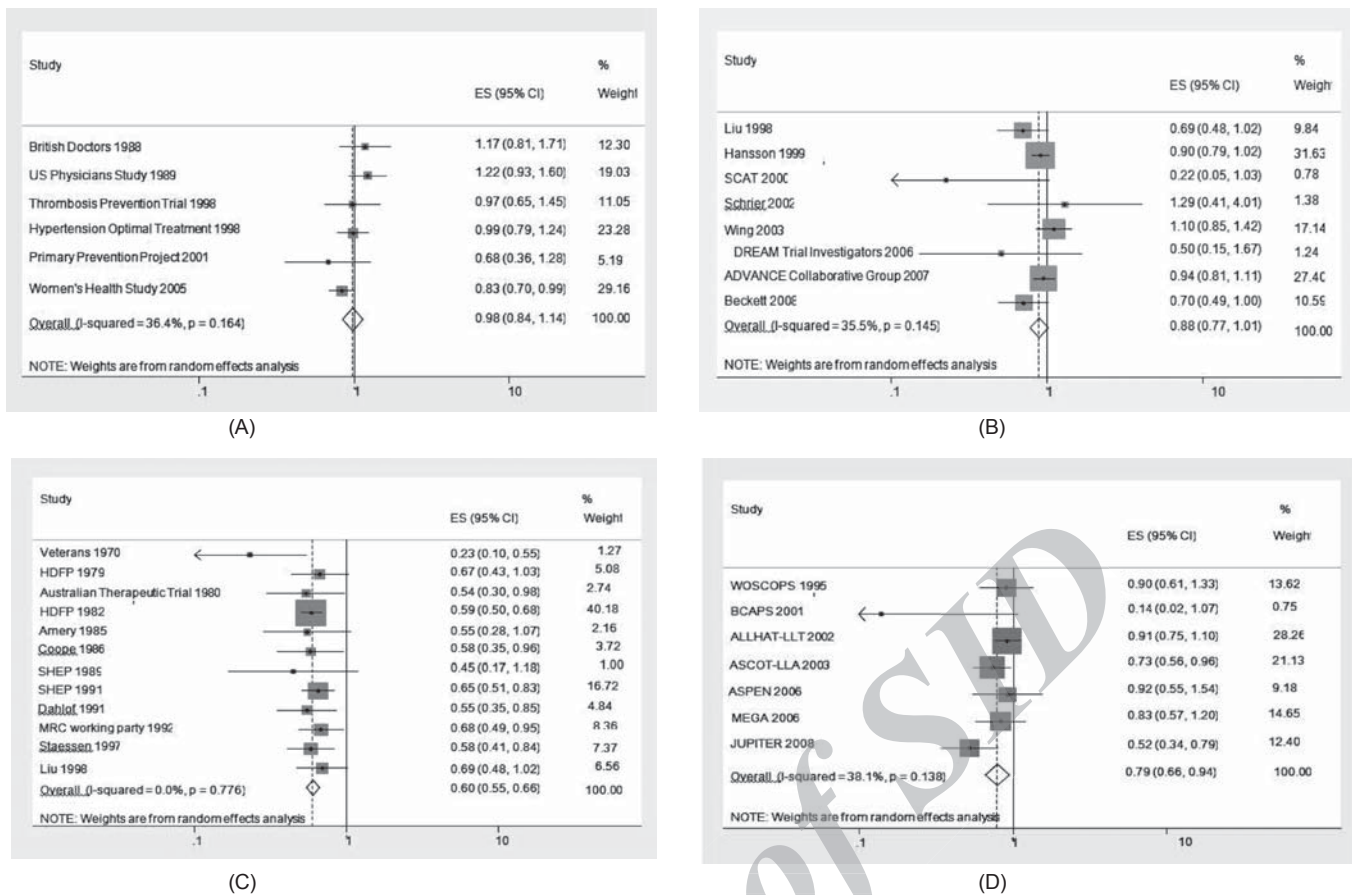 Study %
ES (95% CI) Weight
British Doctors 1988 1.17 (0.81, 1.71) 12.30
US Physicians Study 1989 1.22 (0.93, 1.60) 19.03
Thrombosis Prevention Trial 1998 0.97 (0.65, 1.45) 11.05
Hypertension Optimal Treatment 1998 0.99 (0.79, 1.24) 23.28
Primary Prevention Project 2001 0.68 (0.36, 1.28) 5.19
Women's Health Study 2005 0.83 (0.70, 0.99) 29.16
Overall (I-squared = 36.4%, p = 0.164) 0.98 (0.84, 1.14) 100.00
NOTE: Weights are from random effects analysis
.1 1 10
(A)
Study %
ES (95% CI) Weight
Liu 1998 0.69 (0.48, 1.02) 9.84
Hansson 1999 0.90 (0.79, 1.02) 31.63
SCAT 2000 0.22 (0.05, 1.03) 0.78
Schrier 2002 1.29 (0.41, 4.01) 1.38
Wing 2003 1.10 (0.85, 1.42) 17.14
DREAM Trial Investigators 2006 0.50 (0.15, 1.67) 1.24
ADVANCE Collaborative Group 2007 0.94 (0.81, 1.11) 27.40
Beckett 2008 0.70 (0.49, 1.00) 10.59
Overall (I-squared = 35.5%, p = 0.145) 0.88 (0.77, 1.01) 100.00
NOTE: Weights are from random effects analysis
.1 1 10
(B)
Study %
ES (95% CI) Weight
Veterans 1970 0.23 (0.10, 0.55) 1.27
HDFP 1979 0.67 (0.43, 1.03) 5.08
Australian Therapeutic Trial 1980 0.54 (0.30, 0.98) 2.74
HDFP 1982 0.59 (0.50, 0.68) 40.18
Amery 1985 0.55 (0.28, 1.07) 2.16
Coope 1986 0.58 (0.35, 0.96) 3.72
SHEP 1989 0.45 (0.17, 1.18) 1.00
SHEP 1991 0.65 (0.51, 0.83) 16.72
Dahlof 1991 0.55 (0.35, 0.85) 4.84
MRC working party 1992 0.68 (0.49, 0.95) 8.36
Staessen 1997 0.58 (0.41, 0.84) 7.37
Liu 1998 0.69 (0.48, 1.02) 6.56
Overall (I-squared = 0.0%, p = 0.776) 0.60 (0.55, 0.66) 100.00
NOTE: Weights are from random effects analysis
.1 1 10
(C)
Study %
ES (95% CI) Weight
WOSCOPS 1995 0.90 (0.61, 1.33) 13.62
BCAPS 2001 0.14 (0.02, 1.07) 0.75
ALLHAT-LLT 2002 0.91 (0.75, 1.10) 28.26
ASCOT-LLA 2003 0.73 (0.56, 0.96) 21.13
ASPEN 2006 0.92 (0.55, 1.54) 9.18
MEGA 2006 0.83 (0.57, 1.20) 14.65
JUPITER 2008 0.52 (0.34, 0.79) 12.40
Overall (I-squared = 38.1%, p = 0.138) 0.79 (0.66, 0.94) 100.00
NOTE: Weights are from random effects analysis
.1 1 10
(D)
of SID